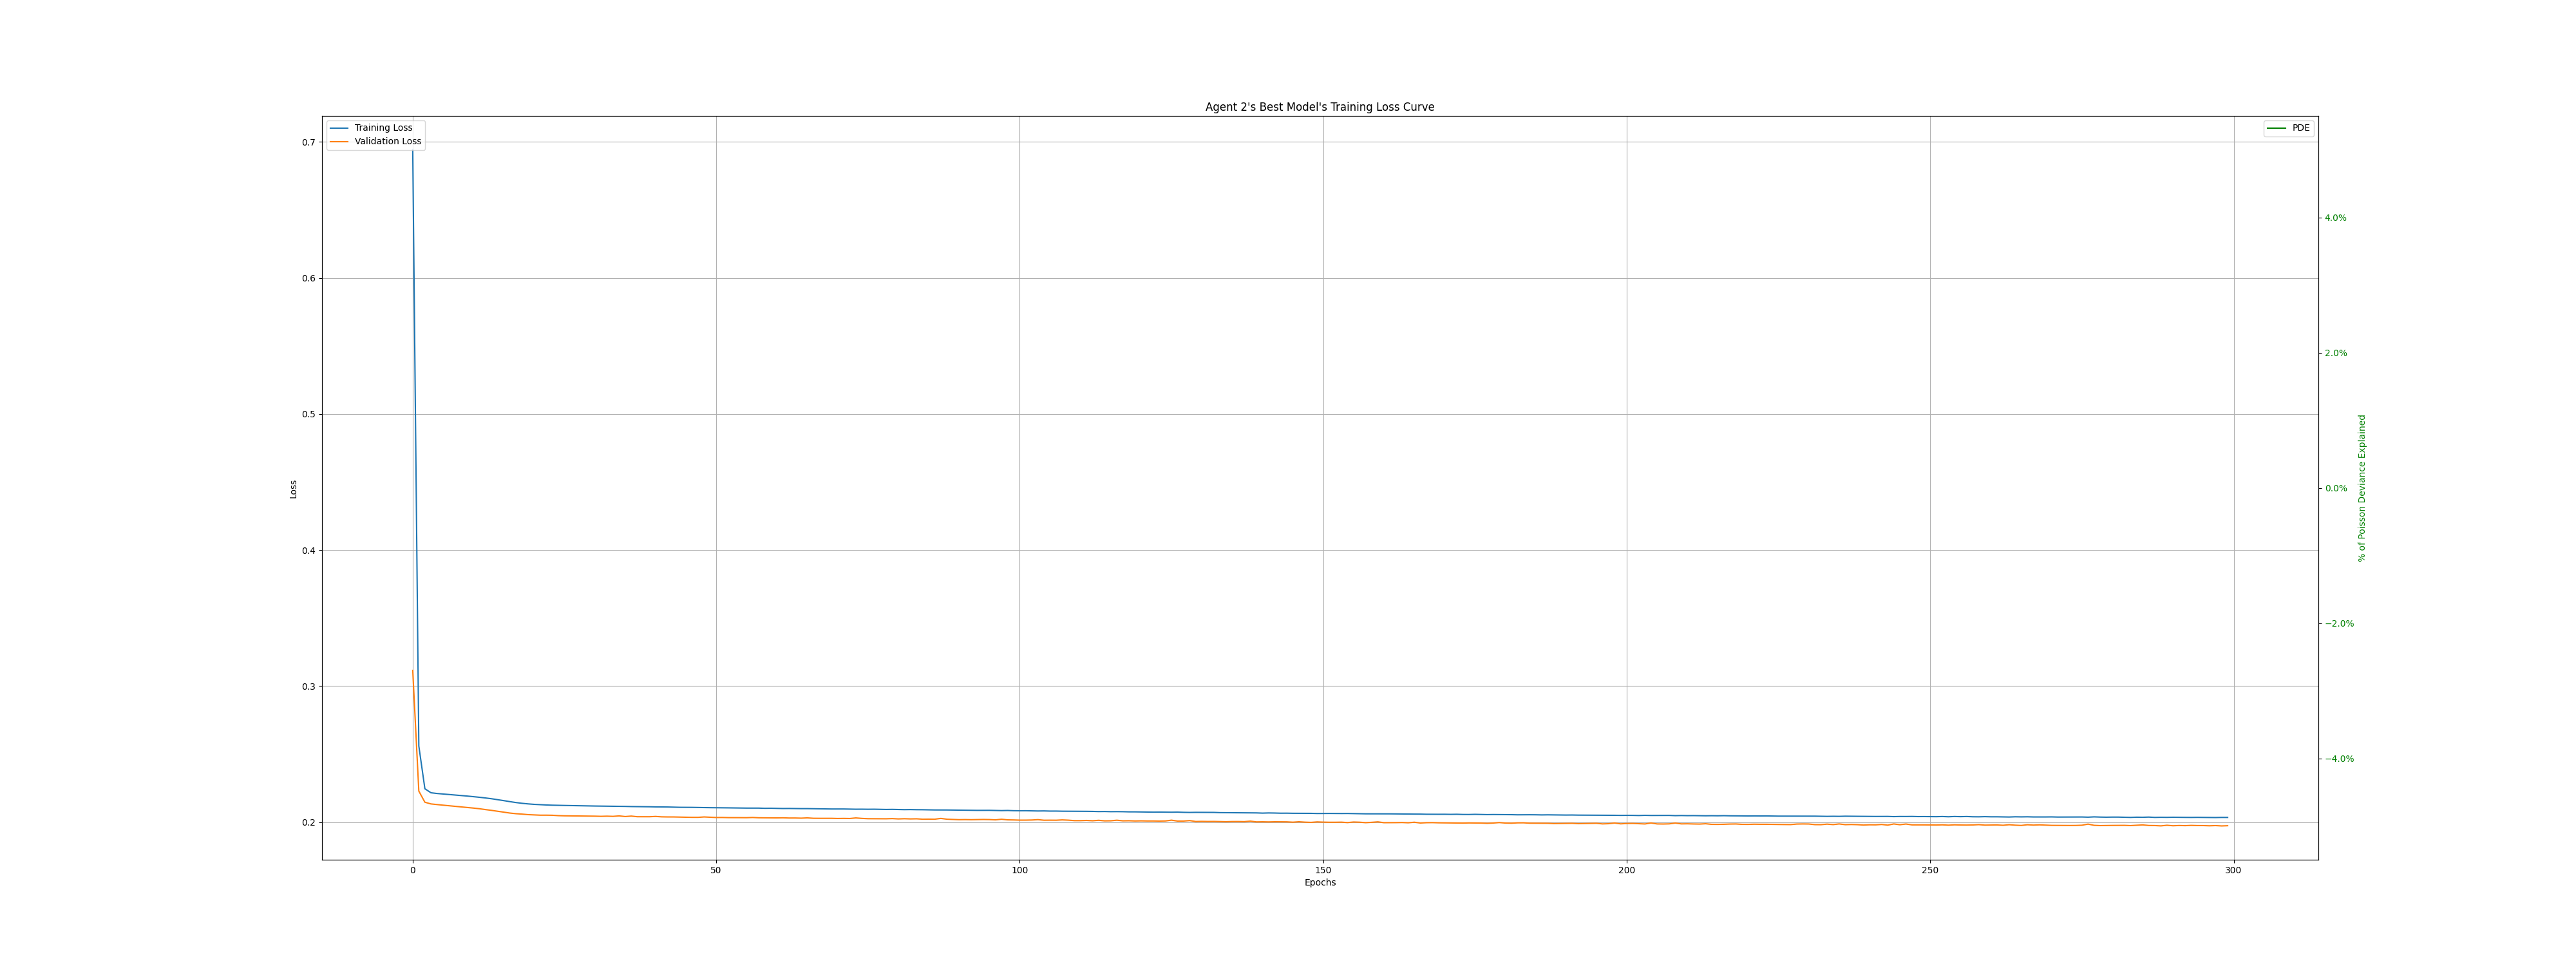 Agent 2's Best Model's Training Loss Curve
Training Loss
Validation Loss
PDE
0.7
0.6
0.5
0.4
0.3
0.2
Loss
4.0%
2.0%
0.0%
−2.0%
−4.0%
% of Poisson Deviance Explained
0
50
100
150
200
250
300
Epochs